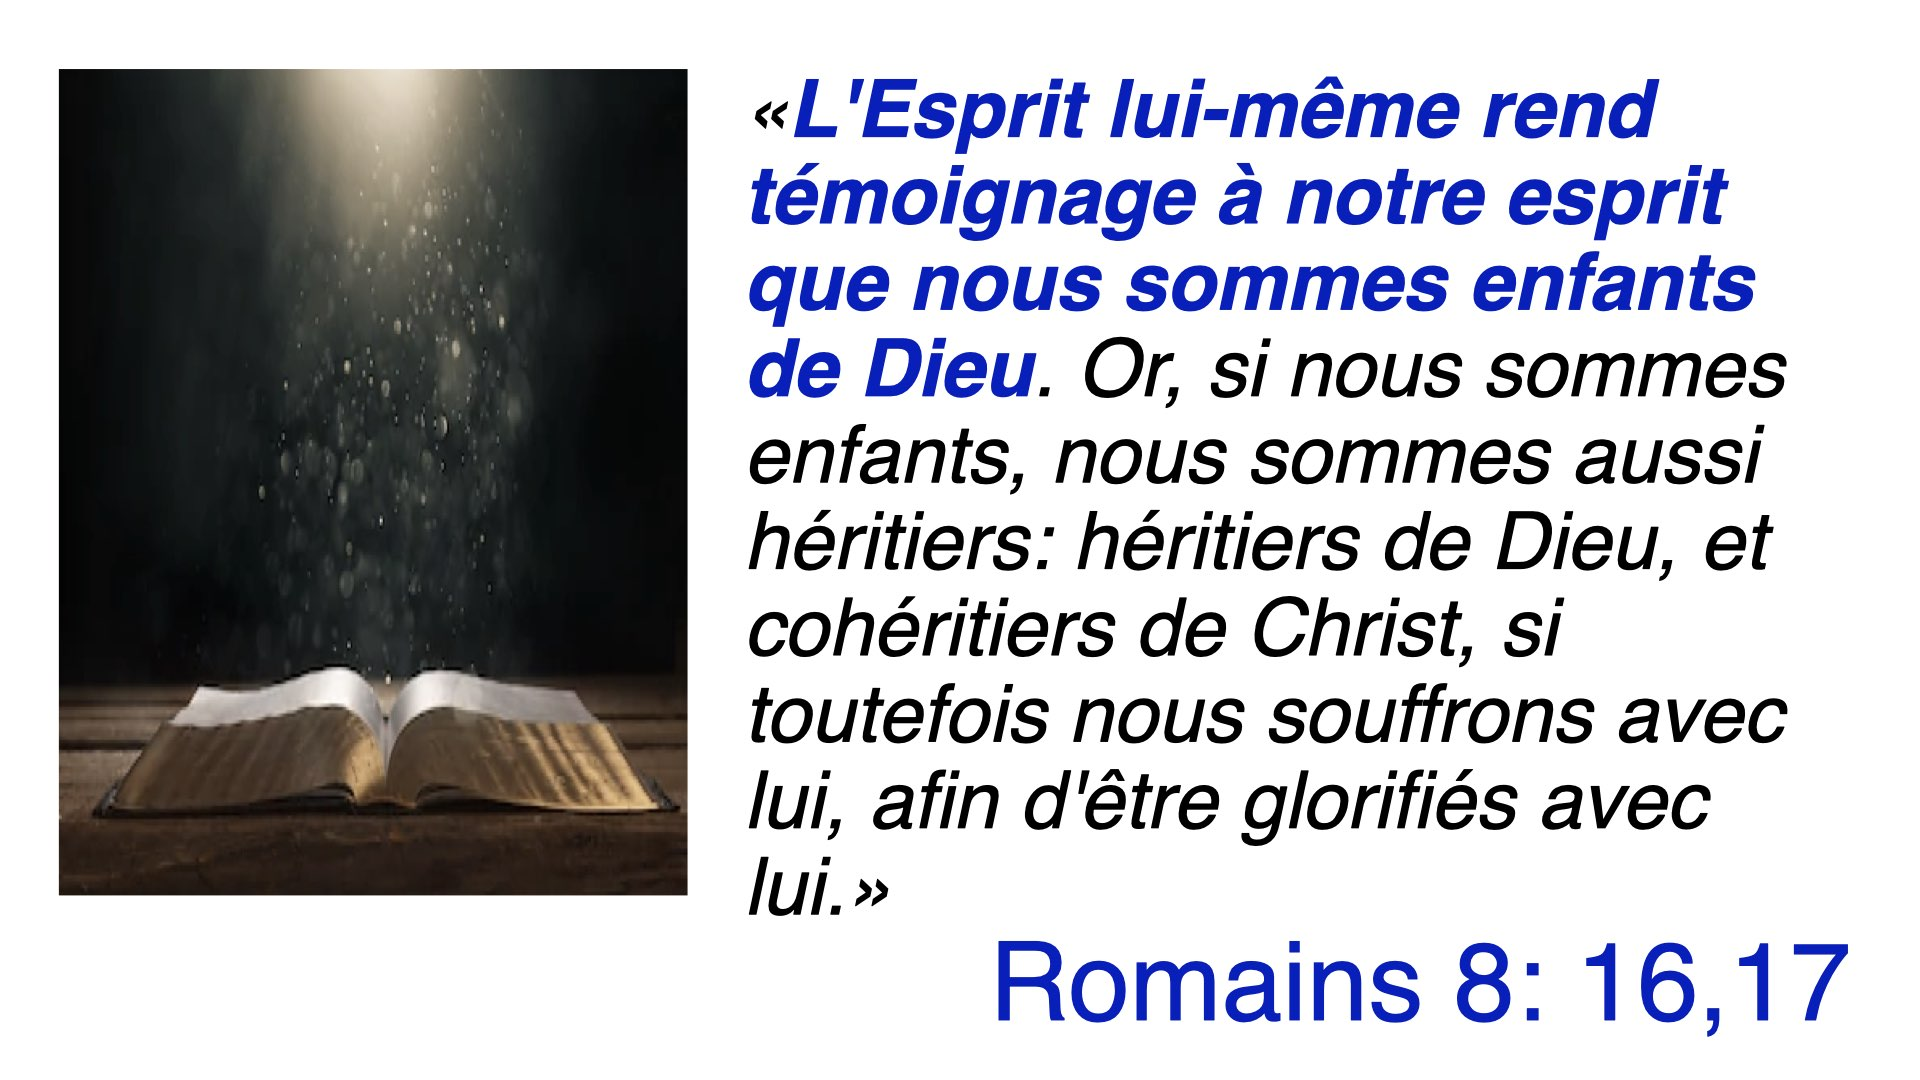 «L'Esprit lui-même rend
témoignage à notre esprit
que nous sommes enfants
de Dieu. Or, si nous sommes
enfants, nous sommes aussi
héritiers: héritiers de Dieu, et
cohéritiers de Christ, si
toutefois nous souffrons avec
lui, afin d'être glorifiés avec
lui.»
Romains 8: 16,17